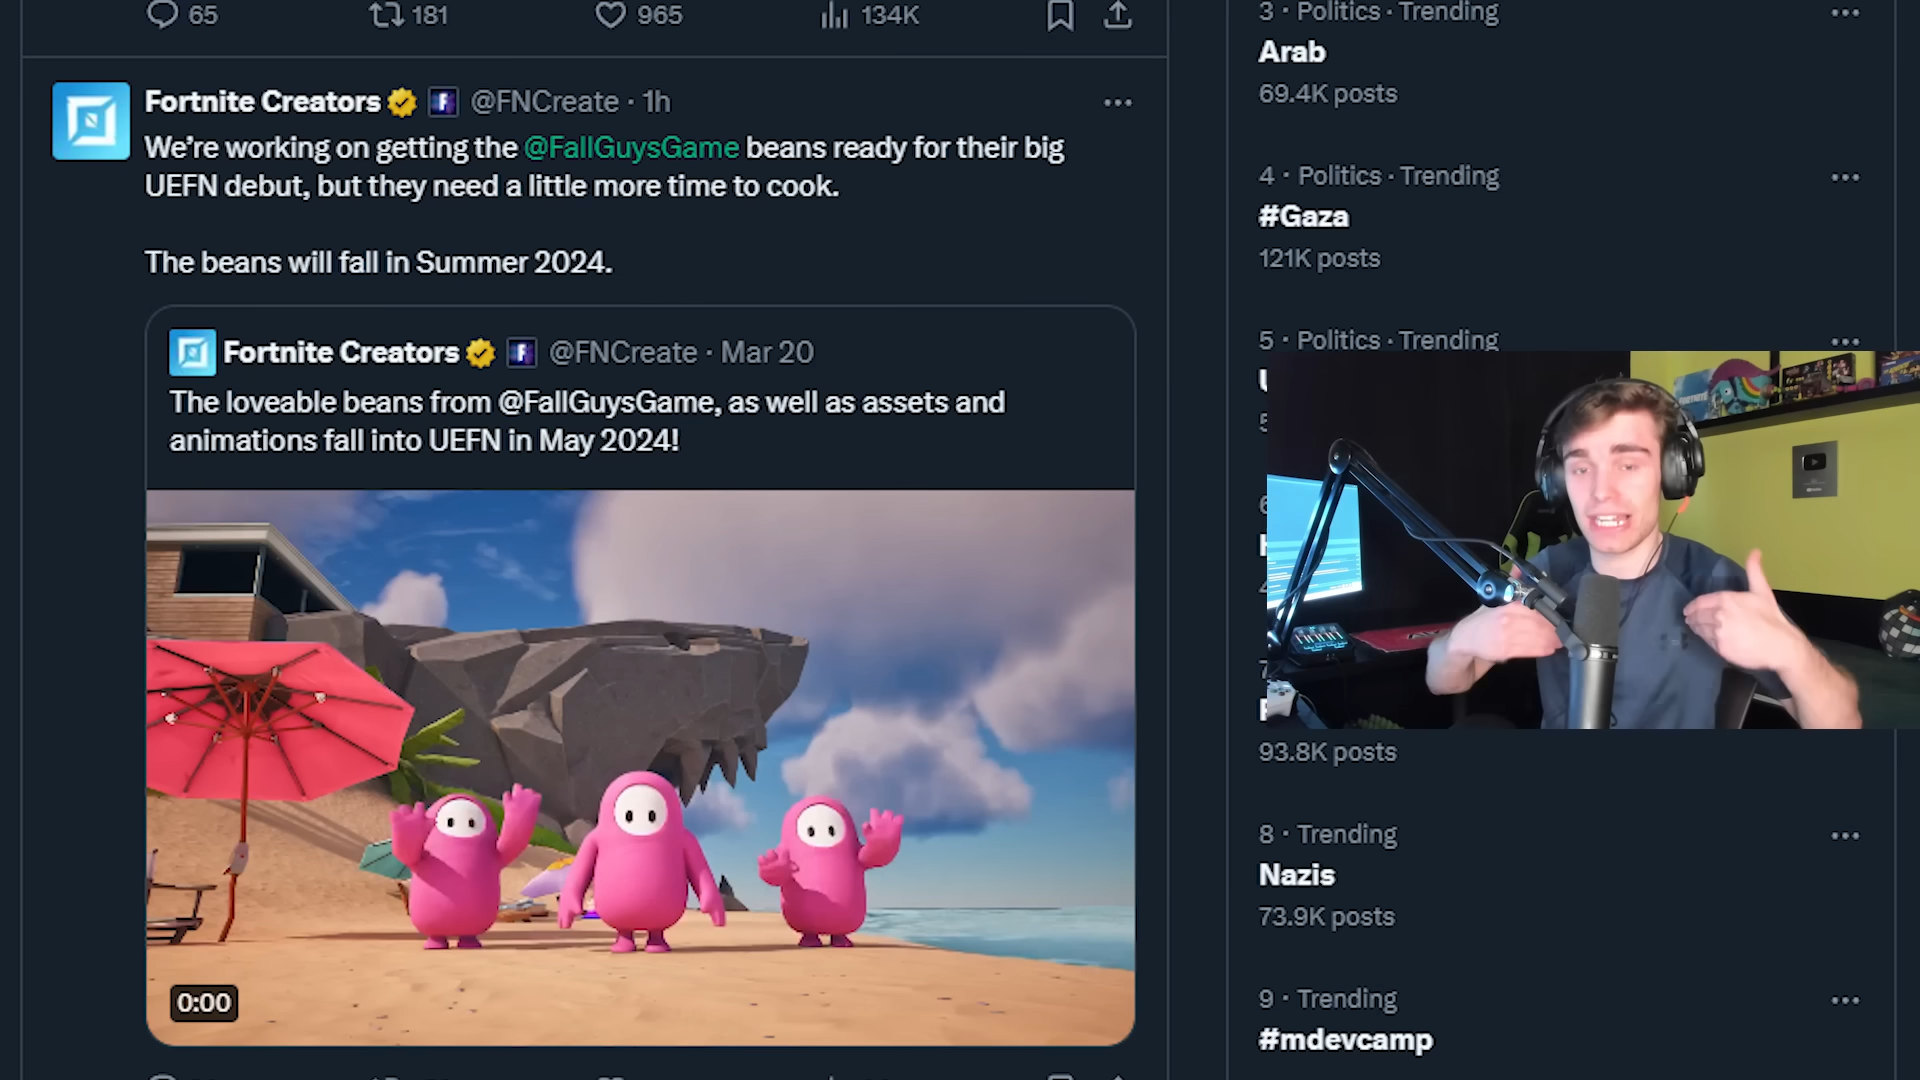 65 181 965 134K
Fortnite Creators @FNCreate · 1h
We’re working on getting the @FallGuysGame beans ready for their big
UEFN debut, but they need a little more time to cook.
The beans will fall in Summer 2024.
Fortnite Creators @FNCreate · Mar 20
The loveable beans from @FallGuysGame, as well as assets and
animations fall into UEFN in May 2024!
0:00
3 · Politics · Trending
Arab
69.4K posts
4 · Politics · Trending
#Gaza
121K posts
5 · Politics · Trending
93.8K posts
8 · Trending
Nazis
73.9K posts
9 · Trending
#mdevcamp